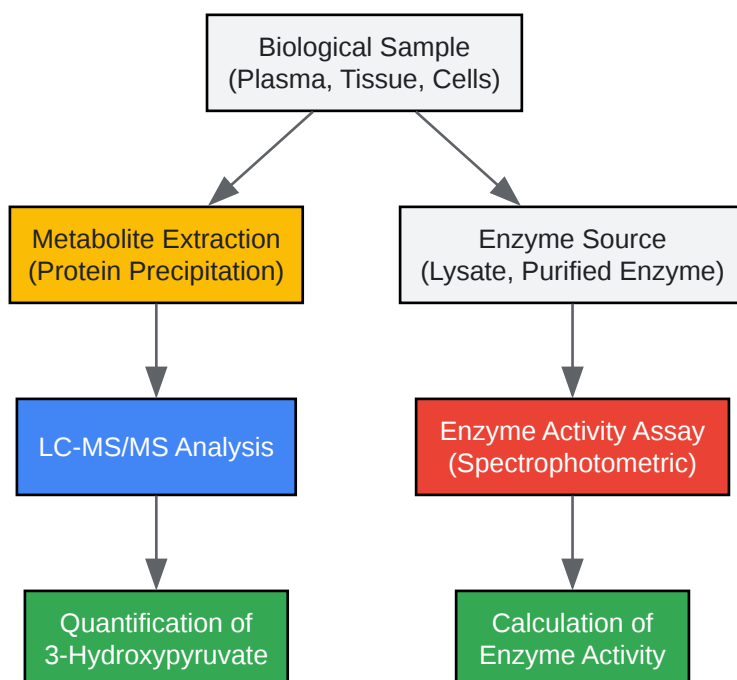 Biological Sample
(Plasma, Tissue, Cells)
Metabolite Extraction
(Protein Precipitation)
Enzyme Source
(Lysate, Purified Enzyme)
LC-MS/MS Analysis
Enzyme Activity Assay
(Spectrophotometric)
Quantification of
3-Hydroxypyruvate
Calculation of
Enzyme Activity